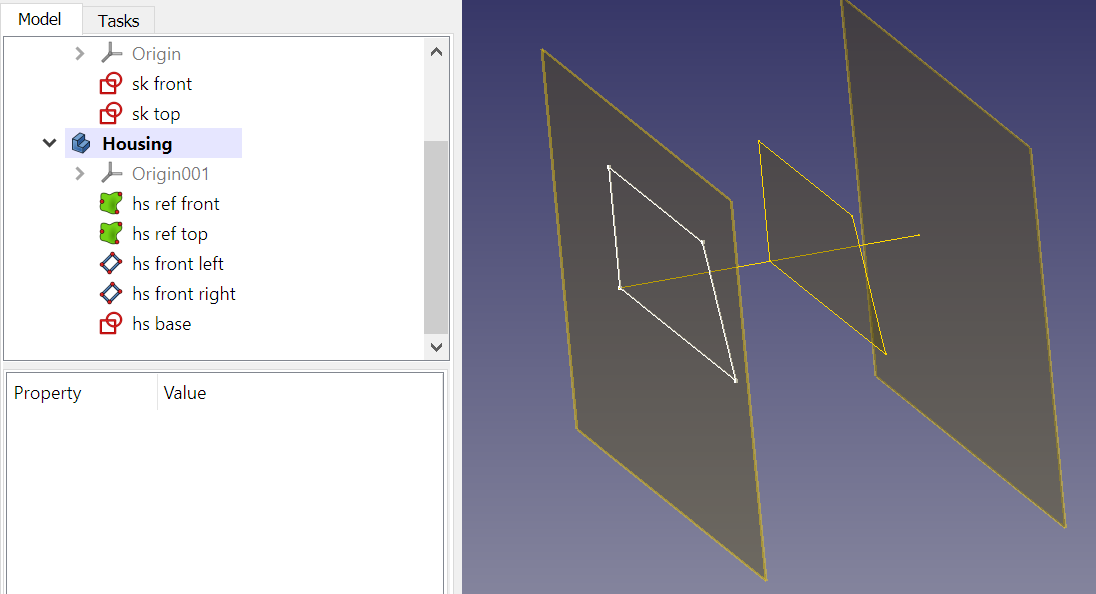 Model Tasks
Origin
sk front
sk top
Housing
Origin001
hs ref front
hs ref top
hs front left
hs front right
hs base
Property Value